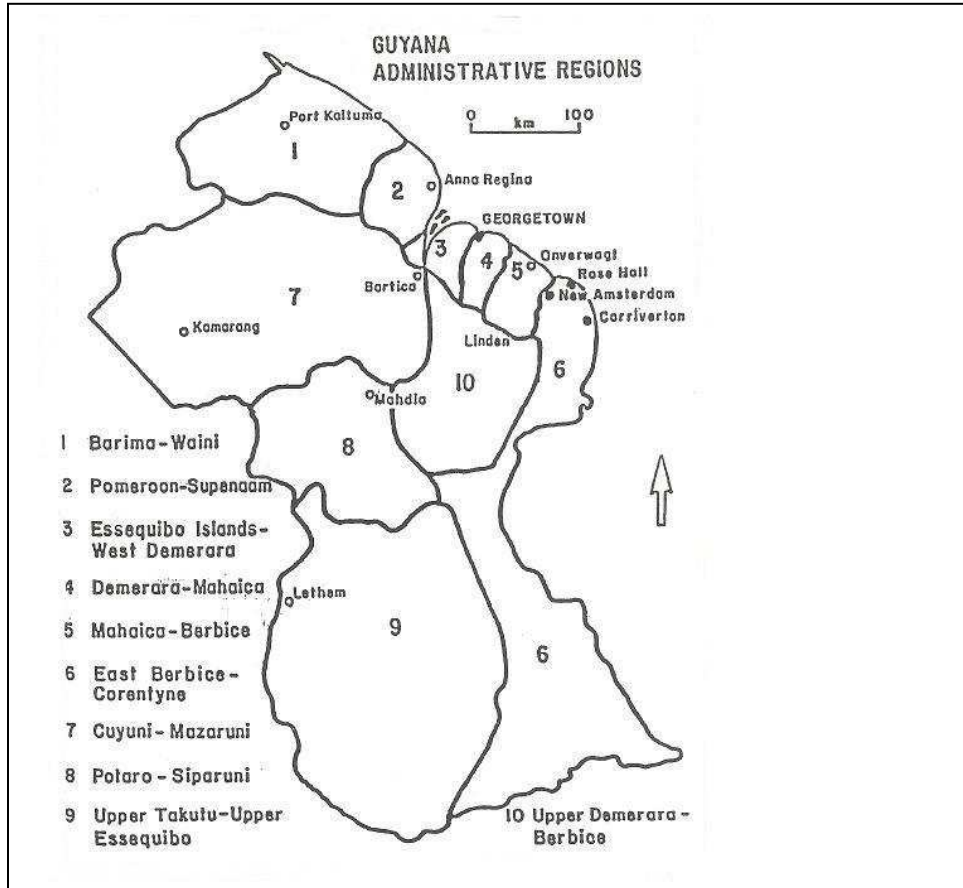 GUYANA
ADMINISTRATIVE REGIONS
0 100
km
Port Kaituma
1
2
Anna Regina
GEORGETOWN
3
4
Onverwagt
5
Rose Hall
Bartica
New Amsterdam
7
Corriverton
Kamarang
Linden
6
10
Mahdia
8
1 Barima-Waini
2 Pomeroon-Supenaam
3 Essequibo Islands-
West Demerara
Lethem
4 Demerara-Mahaica
9
5 Mahaica-Berbice
6
6 East Berbice-
Corentyne
7 Cuyuni-Mazaruni
8 Potaro-Siparuni
9 Upper Takutu-Upper
Essequibo
10 Upper Demerara-
Berbice